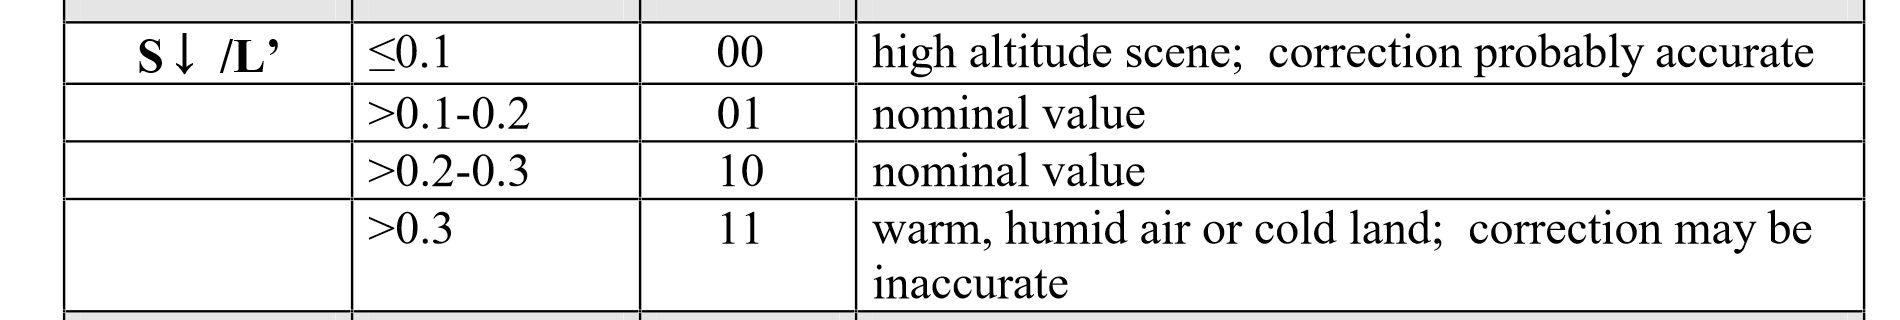 S↓ /L’ ≤0.1 00 high altitude scene;  correction probably accurate
>0.1-0.2 01 nominal value
>0.2-0.3 10 nominal value
>0.3 11 warm, humid air or cold land;  correction may be
inaccurate